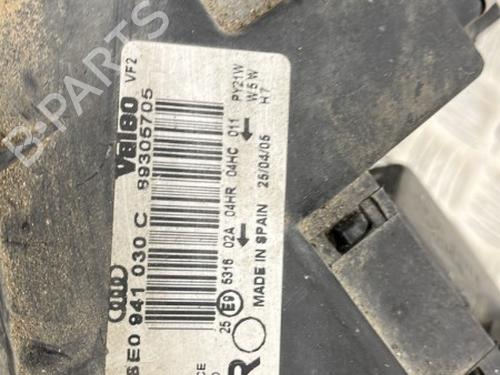 Valeo VF2
89305705
8E0 941 030 C
PY21W
W5W
H7
25 E9 5316 02A 04HR 04HC 011
MADE IN SPAIN 25/04/05
R
B-PARTS